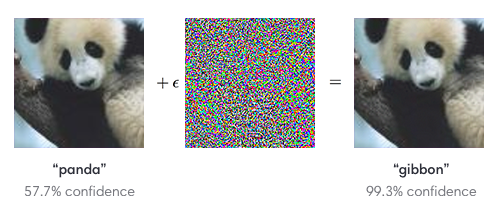 + ϵ
=
“panda”
“gibbon”
57.7% confidence
99.3% confidence